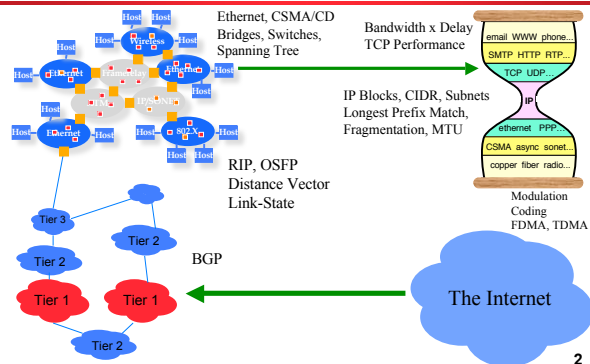 Host
Host
Host
Host
Wireless
Host
Host
Ethernet
Framerelay
Ethernet
Host
Host
Host
ATM
IP/SONET
Host
Ethernet
802.X
Host
Host
Host
Host
Ethernet, CSMA/CD
Bridges, Switches,
Spanning Tree
Bandwidth x Delay
TCP Performance
IP Blocks, CIDR, Subnets
Longest Prefix Match,
Fragmentation, MTU
email WWW phone...
SMTP HTTP RTP...
TCP UDP...
IP
ethernet PPP...
CSMA async sonet...
copper fiber radio...
Modulation
Coding
FDMA, TDMA
RIP, OSFP
Distance Vector
Link-State
Tier 3
Tier 2
Tier 2
BGP
Tier 1
Tier 1
Tier 2
The Internet
2